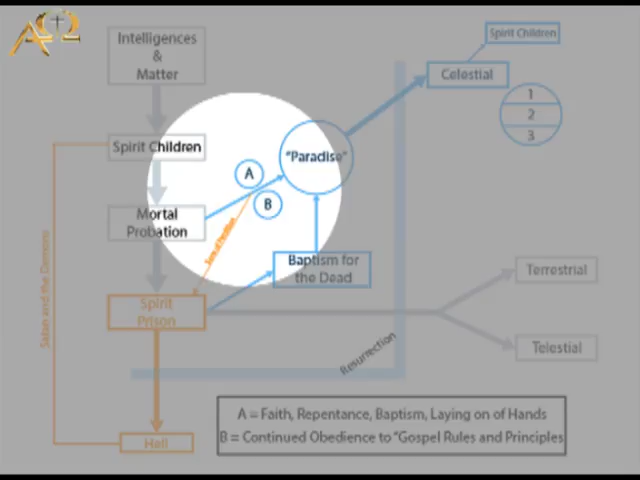 Intelligences
&
Matter
Spirit Children
Celestial
1
2
3
Spirit Children
"Paradise"
A
B
Mortal
Probation
Baptism for
the Dead
Satan and the Demons
Spirit
Prison
Terrestrial
Telestial
Resurrection
Hell
A = Faith, Repentance, Baptism, Laying on of Hands
B = Continued Obedience to "Gospel Rules and Principles